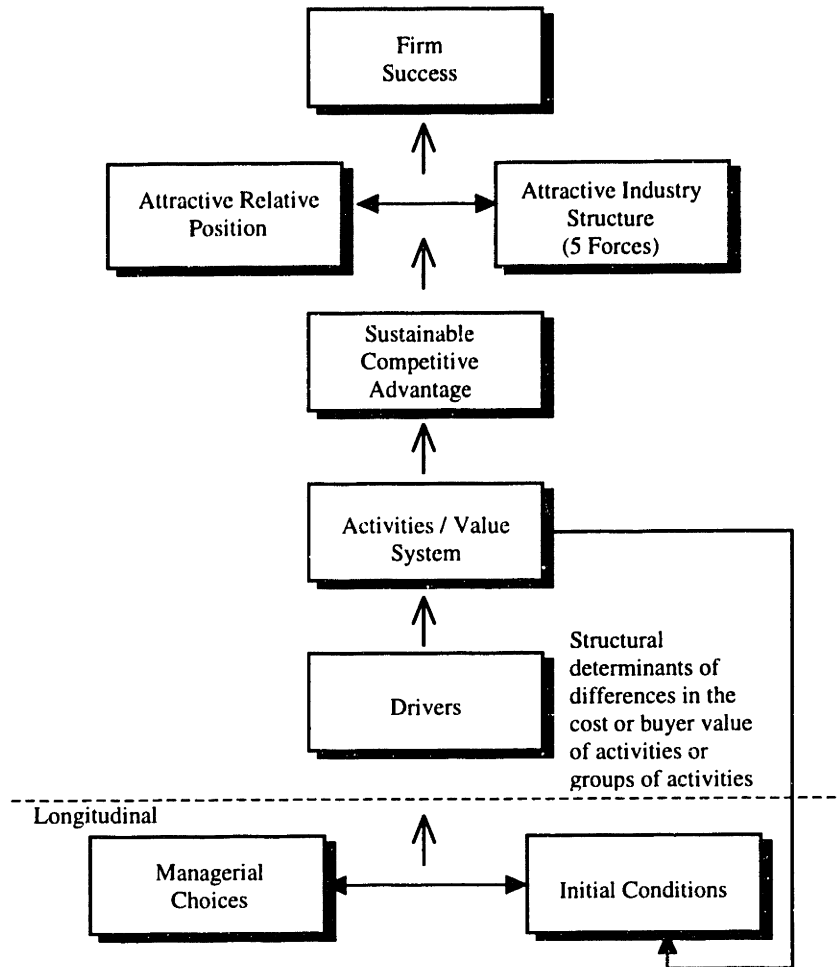 Firm
Success
Attractive Relative
Position
Attractive Industry
Structure
(5 Forces)
Sustainable
Competitive
Advantage
Activities / Value
System
Drivers
Structural
determinants of
differences in the
cost or buyer value
of activities or
groups of activities
Longitudinal
Managerial
Choices
Initial Conditions